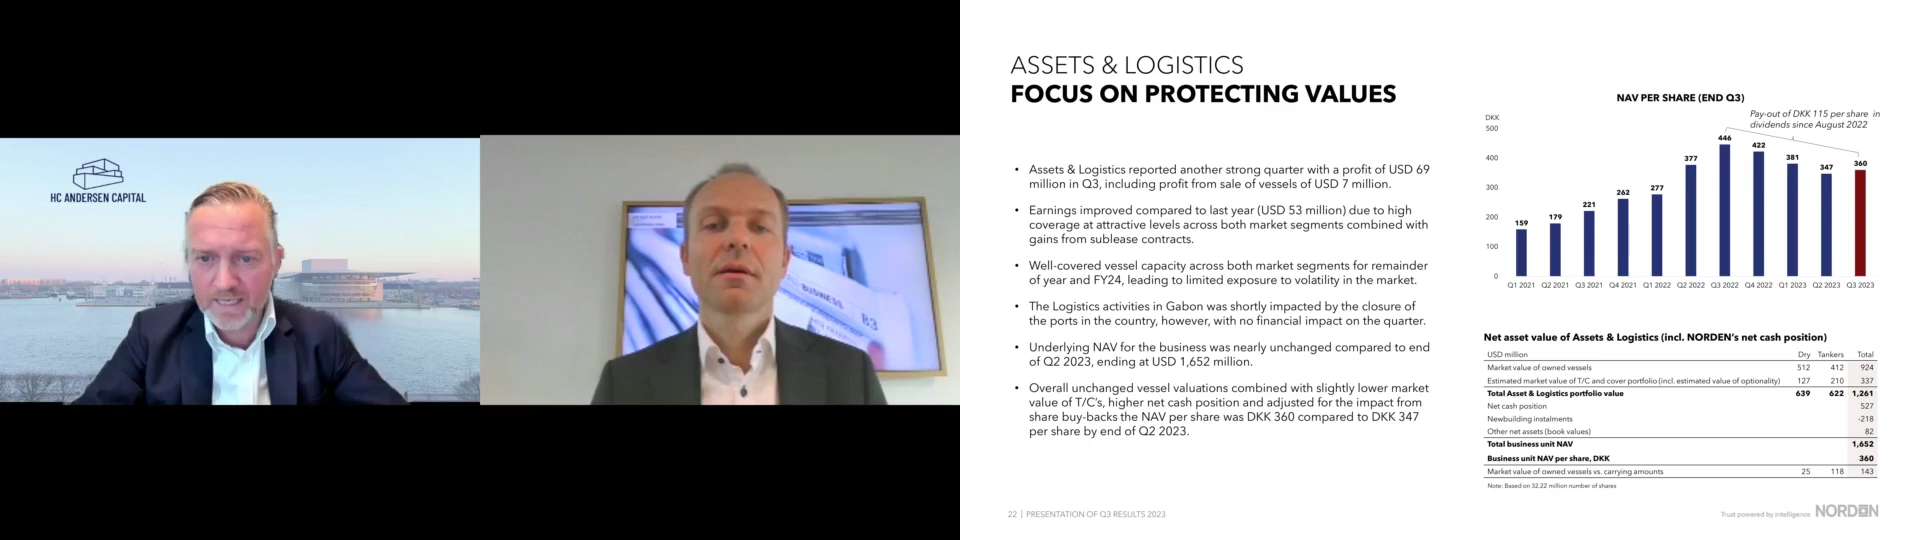 HC ANDERSEN CAPITAL
BUSINESS
B3
ASSETS & LOGISTICS
FOCUS ON PROTECTING VALUES
• Assets & Logistics reported another strong quarter with a profit of USD 69
million in Q3, including profit from sale of vessels of USD 7 million.
• Earnings improved compared to last year (USD 53 million) due to high
coverage at attractive levels across both market segments combined with
gains from sublease contracts.
• Well-covered vessel capacity across both market segments for remainder
of year and FY24, leading to limited exposure to volatility in the market.
• The Logistics activities in Gabon was shortly impacted by the closure of
the ports in the country, however, with no financial impact on the quarter.
• Underlying NAV for the business was nearly unchanged compared to end
of Q2 2023, ending at USD 1,652 million.
• Overall unchanged vessel valuations combined with slightly lower market
value of T/C's, higher net cash position and adjusted for the impact from
share buy-backs the NAV per share was DKK 360 compared to DKK 347
per share by end of Q2 2023.
NAV PER SHARE (END Q3)
Pay-out of DKK 115 per share in
dividends since August 2022
DKK
500
400
300
200
100
0
159 179 221 262 277 377 446 422 381 347 360
Q1 2021 Q2 2021 Q3 2021 Q4 2021 Q1 2022 Q2 2022 Q3 2022 Q4 2022 Q1 2023 Q2 2023 Q3 2023
Net asset value of Assets & Logistics (incl. NORDEN's net cash position)
USD million Dry Tankers Total
Market value of owned vessels 512 412 924
Estimated market value of T/C and cover portfolio (incl. estimated value of optionality) 127 210 337
Total Asset & Logistics portfolio value 639 622 1,261
Net cash position 527
Newbuilding instalments -218
Other net assets (book values) 82
Total business unit NAV 1,652
Business unit NAV per share, DKK 360
Market value of owned vessels vs. carrying amounts 25 118 143
Note: Based on 32.22 million number of shares
22 | PRESENTATION OF Q3 RESULTS 2023
Trust powered by intelligence NORDEN